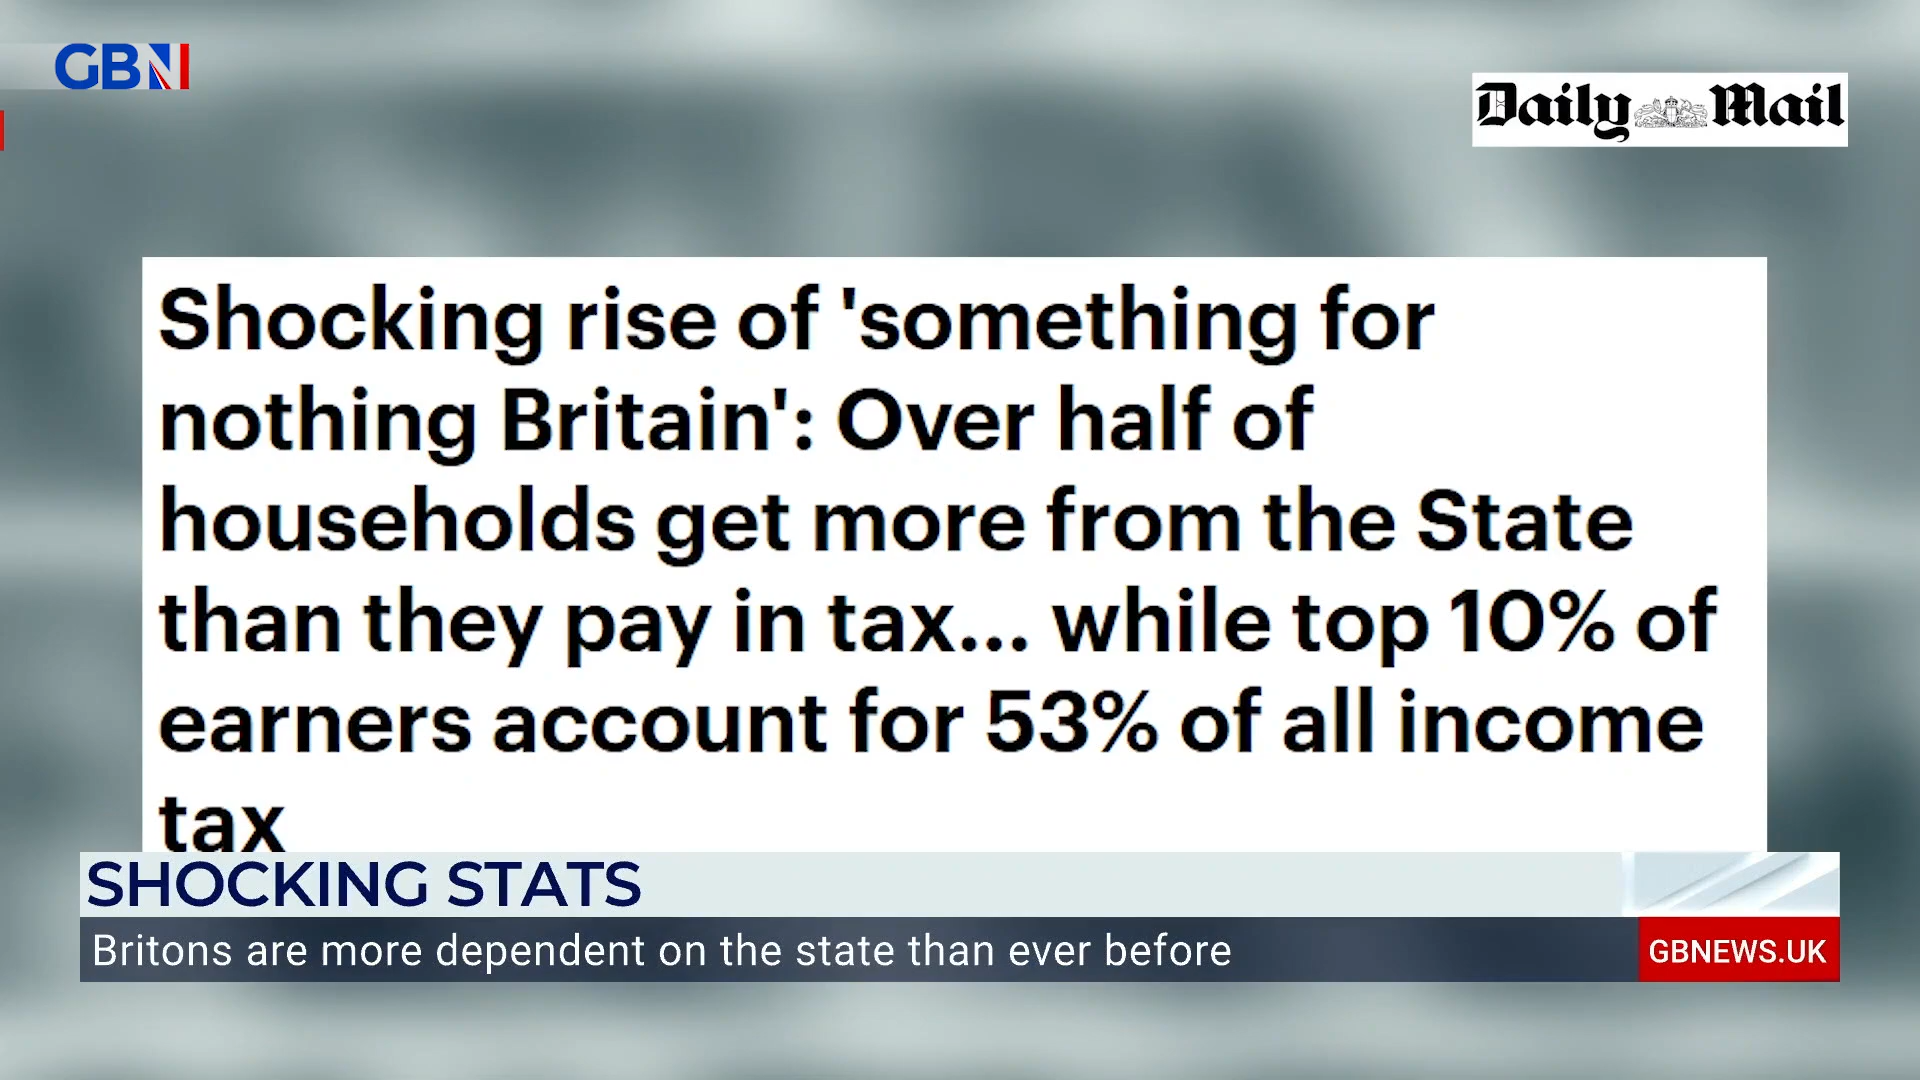 GBN
Daily Mail
Shocking rise of 'something for
nothing Britain': Over half of
households get more from the State
than they pay in tax... while top 10% of
earners account for 53% of all income
tax
SHOCKING STATS
Britons are more dependent on the state than ever before
GBNEWS.UK